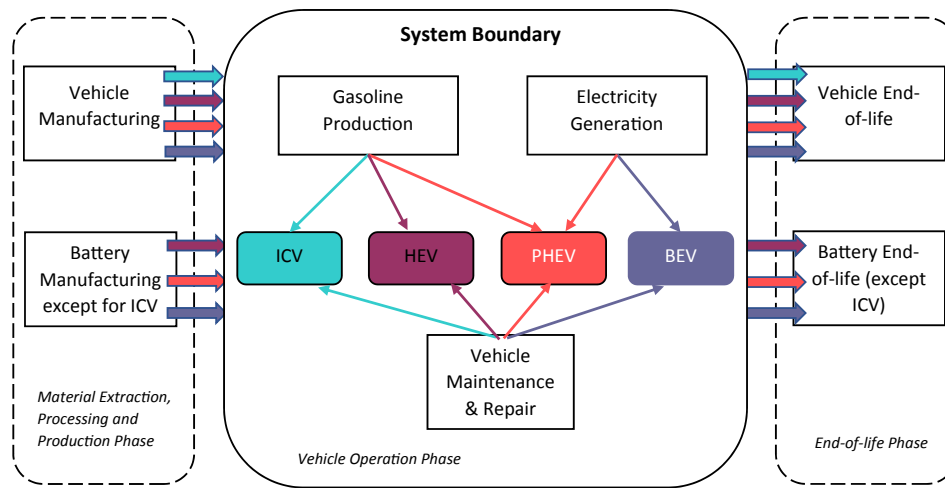 System Boundary
Vehicle
Manufacturing
Battery
Manufacturing
except for ICV
Material Extraction,
Processing and
Production Phase
Gasoline
Production
Electricity
Generation
ICV
HEV
PHEV
BEV
Vehicle
Maintenance
& Repair
Vehicle Operation Phase
Vehicle End-
of-life
Battery End-
of-life (except
ICV)
End-of-life Phase